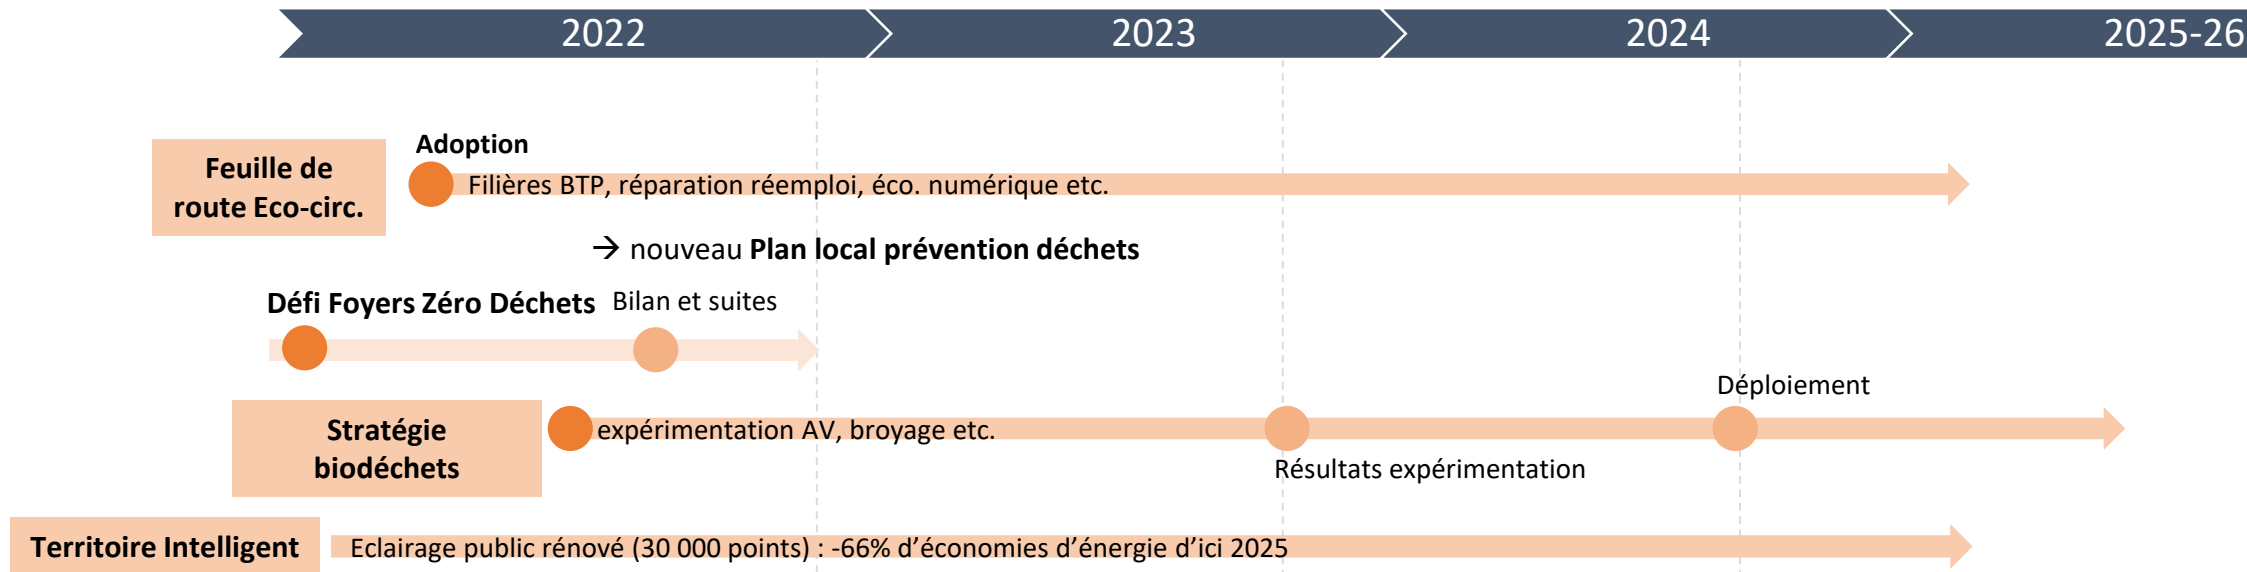 2022
2023
2024
2025-26
Adoption
Feuille de
route Eco-circ.
Filières BTP, réparation réemploi, éco. numérique etc.
→ nouveau Plan local prévention déchets
Défi Foyers Zéro Déchets
Bilan et suites
Déploiement
Stratégie
biodéchets
expérimentation AV, broyage etc.
Résultats expérimentation
Territoire Intelligent
Eclairage public rénové (30 000 points) : -66% d'économies d'énergie d'ici 2025